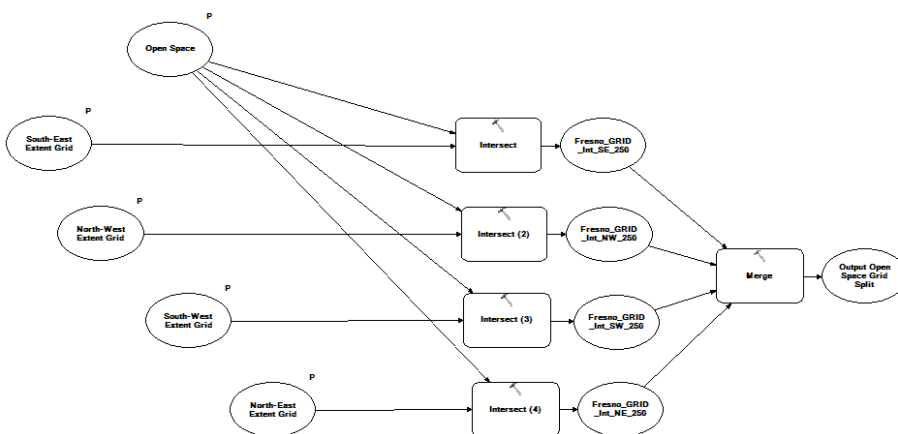 P
Open Space
P
South-East
Extent Grid
Intersect
Fresno_GRID
_Int_SE_250
P
North-West
Extent Grid
Intersect (2)
Fresno_GRID
_Int_NW_250
Merge
Output Open
Space Grid
Split
P
South-West
Extent Grid
Intersect (3)
Fresno_GRID
_Int_SW_250
P
North-East
Extent Grid
Intersect (4)
Fresno_GRID
_Int_NE_250